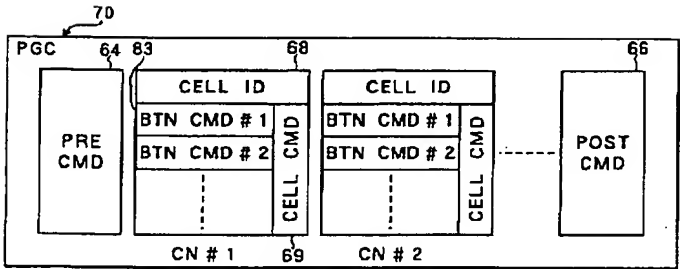 70
PGC
64
83
68
66
PRE CMD
CELL ID
BTN CMD # 1
BTN CMD # 2
CELL CMD
69
CN # 1
CELL ID
BTN CMD # 1
BTN CMD # 2
CELL CMD
CN # 2
POST CMD